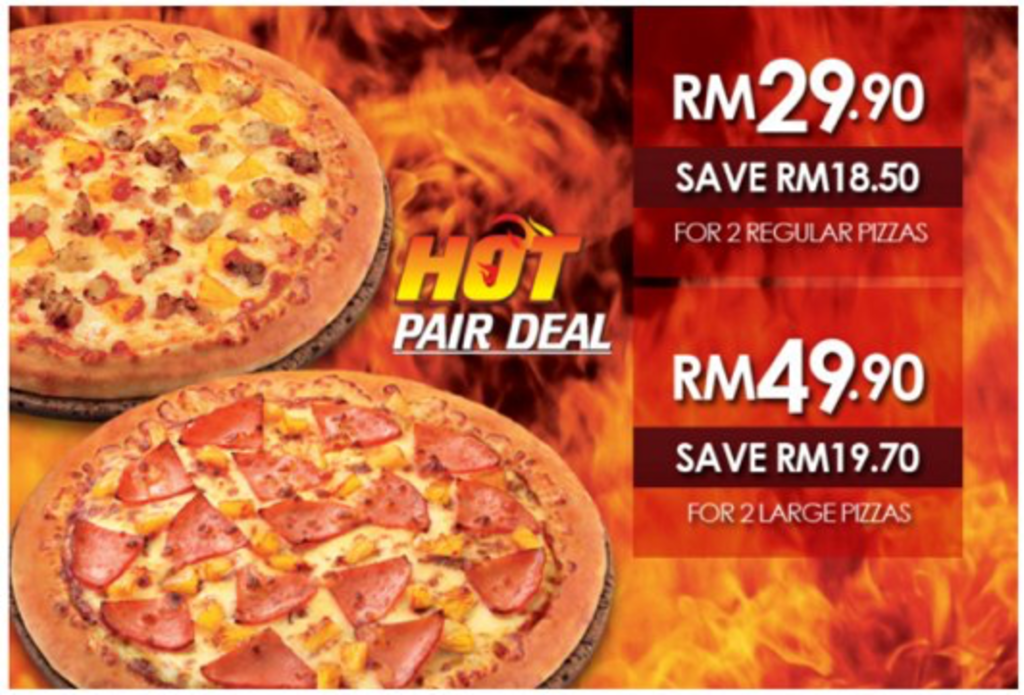 HOT
PAIR DEAL
RM29.90
SAVE RM18.50
FOR 2 REGULAR PIZZAS
RM49.90
SAVE RM19.70
FOR 2 LARGE PIZZAS